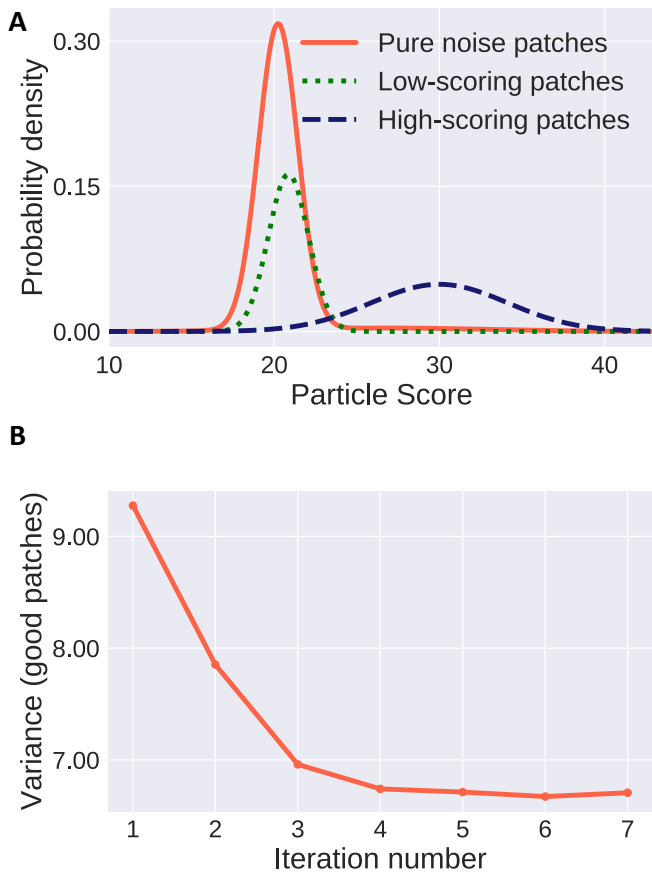 A
0.30
0.15
0.00
Probability density
Pure noise patches
Low-scoring patches
High-scoring patches
10 20 30 40
Particle Score
B
9.00
8.00
7.00
Variance (good patches)
1 2 3 4 5 6 7
Iteration number